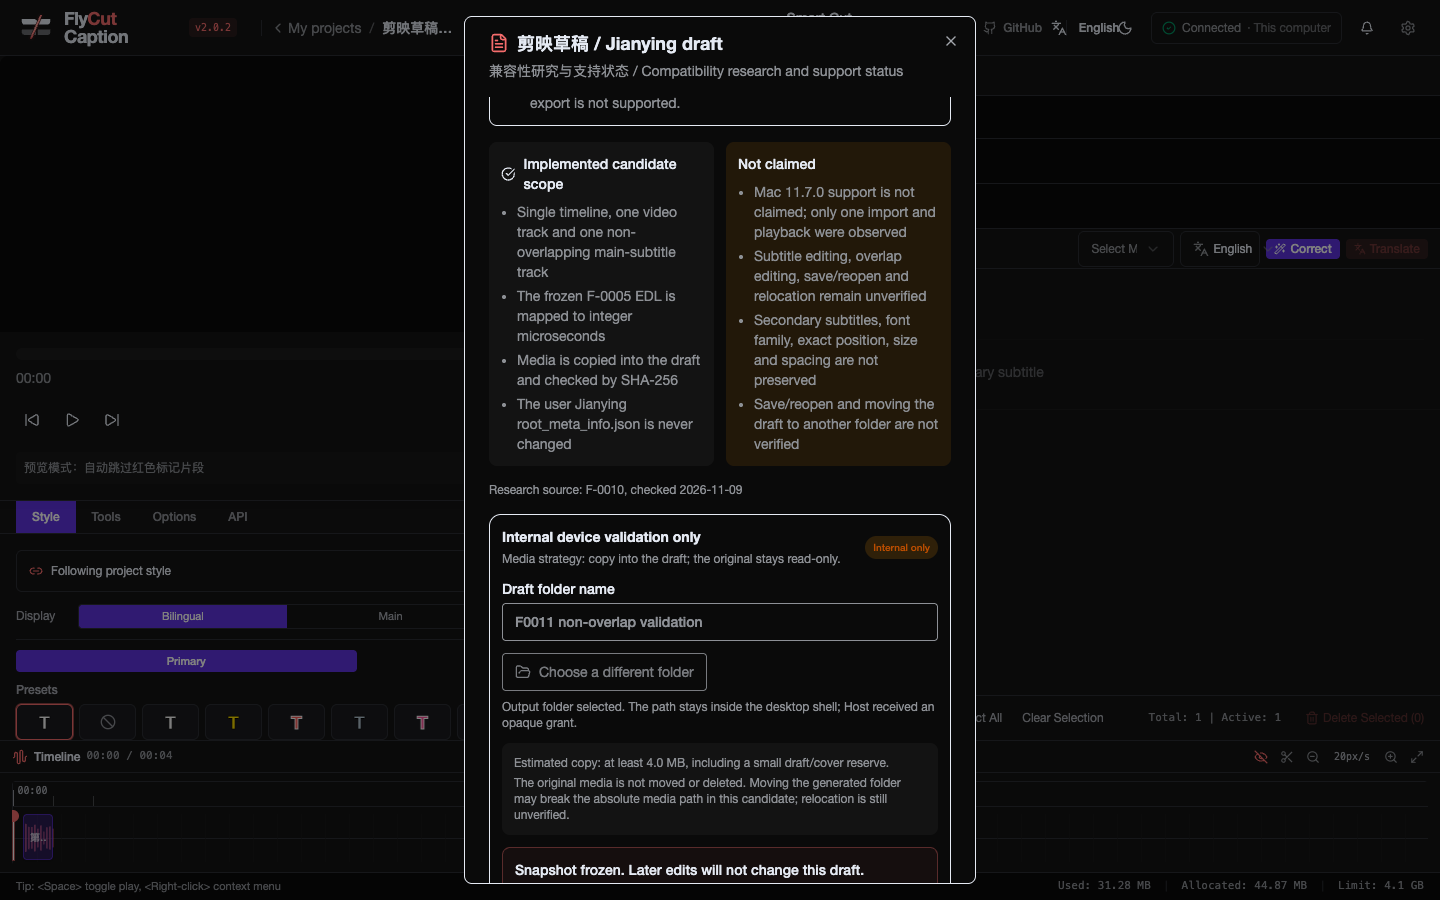 FlyCut
Caption
v2.0.2
My projects / 剪映草稿...
GitHub
English
Connected · This computer
剪映草稿 / Jianying draft
兼容性研究与支持状态 / Compatibility research and support status
export is not supported.
Implemented candidate
scope
Single timeline, one video
track and one non-
overlapping main-subtitle
track
The frozen F-0005 EDL is
mapped to integer
microseconds
Media is copied into the draft
and checked by SHA-256
The user Jianying
root_meta_info.json is never
changed
Not claimed
Mac 11.7.0 support is not
claimed; only one import and
playback were observed
Subtitle editing, overlap
editing, save/reopen and
relocation remain unverified
Secondary subtitles, font
family, exact position, size
and spacing are not
preserved
Save/reopen and moving the
draft to another folder are not
verified
Research source: F-0010, checked 2026-11-09
Internal device validation only
Internal only
Media strategy: copy into the draft; the original stays read-only.
Draft folder name
F0011 non-overlap validation
Choose a different folder
Output folder selected. The path stays inside the desktop shell; Host received an
opaque grant.
Estimated copy: at least 4.0 MB, including a small draft/cover reserve.
The original media is not moved or deleted. Moving the generated folder
may break the absolute media path in this candidate; relocation is still
unverified.
Snapshot frozen. Later edits will not change this draft.
Select M
English
Correct
Translate
ary subtitle
00:00
预览模式：自动跳过红色标记片段
Style
Tools
Options
API
Following project style
Display
Bilingual
Main
Primary
Presets
T
T
T
T
T
T
ct All
Clear Selection
Total: 1 | Active: 1
Delete Selected (0)
Timeline
00:00 / 00:04
20px/s
00:00
Tip: <Space> toggle play, <Right-click> context menu
Used: 31.28 MB
Allocated: 44.87 MB
Limit: 4.1 GB